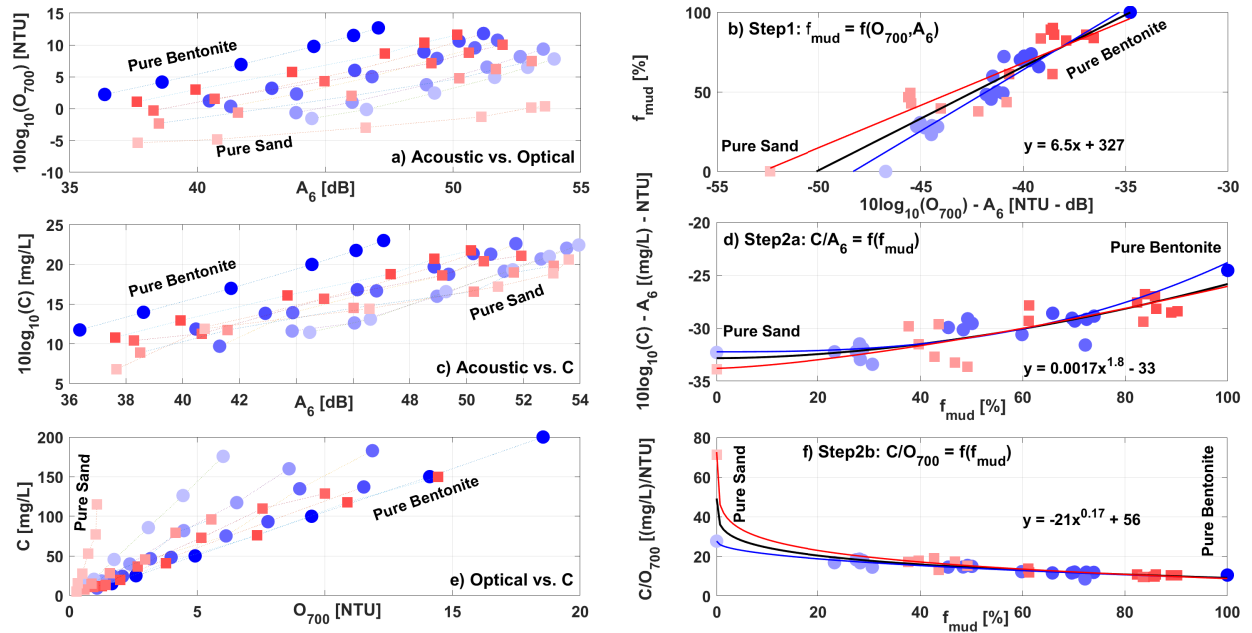 10log10(O700) [NTU]
15
10
5
0
-5
-10
Pure Bentonite
Pure Sand
a) Acoustic vs. Optical
35
40
45
50
55
A6 [dB]
f_mud [%]
100
50
0
b) Step1: f_mud = f(O700,A6)
Pure Bentonite
Pure Sand
y = 6.5x + 327
-55
-50
-45
-40
-35
-30
10log10(O700) - A6 [NTU - dB]
10log10(C) [mg/L]
25
20
15
10
5
Pure Bentonite
Pure Sand
c) Acoustic vs. C
36
38
40
42
44
46
48
50
52
54
A6 [dB]
10log10(C) - A6 [(mg/L) - NTU]
-20
-25
-30
-35
d) Step2a: C/A6 = f(f_mud)
Pure Bentonite
Pure Sand
y = 0.0017x^1.8 - 33
0
20
40
60
80
100
f_mud [%]
C [mg/L]
200
150
100
50
0
Pure Sand
Pure Bentonite
e) Optical vs. C
0
5
10
15
20
O700 [NTU]
C/O700 [(mg/L)/NTU]
80
60
40
20
0
Pure Sand
f) Step2b: C/O700 = f(f_mud)
y = -21x^0.17 + 56
Pure Bentonite
0
20
40
60
80
100
f_mud [%]